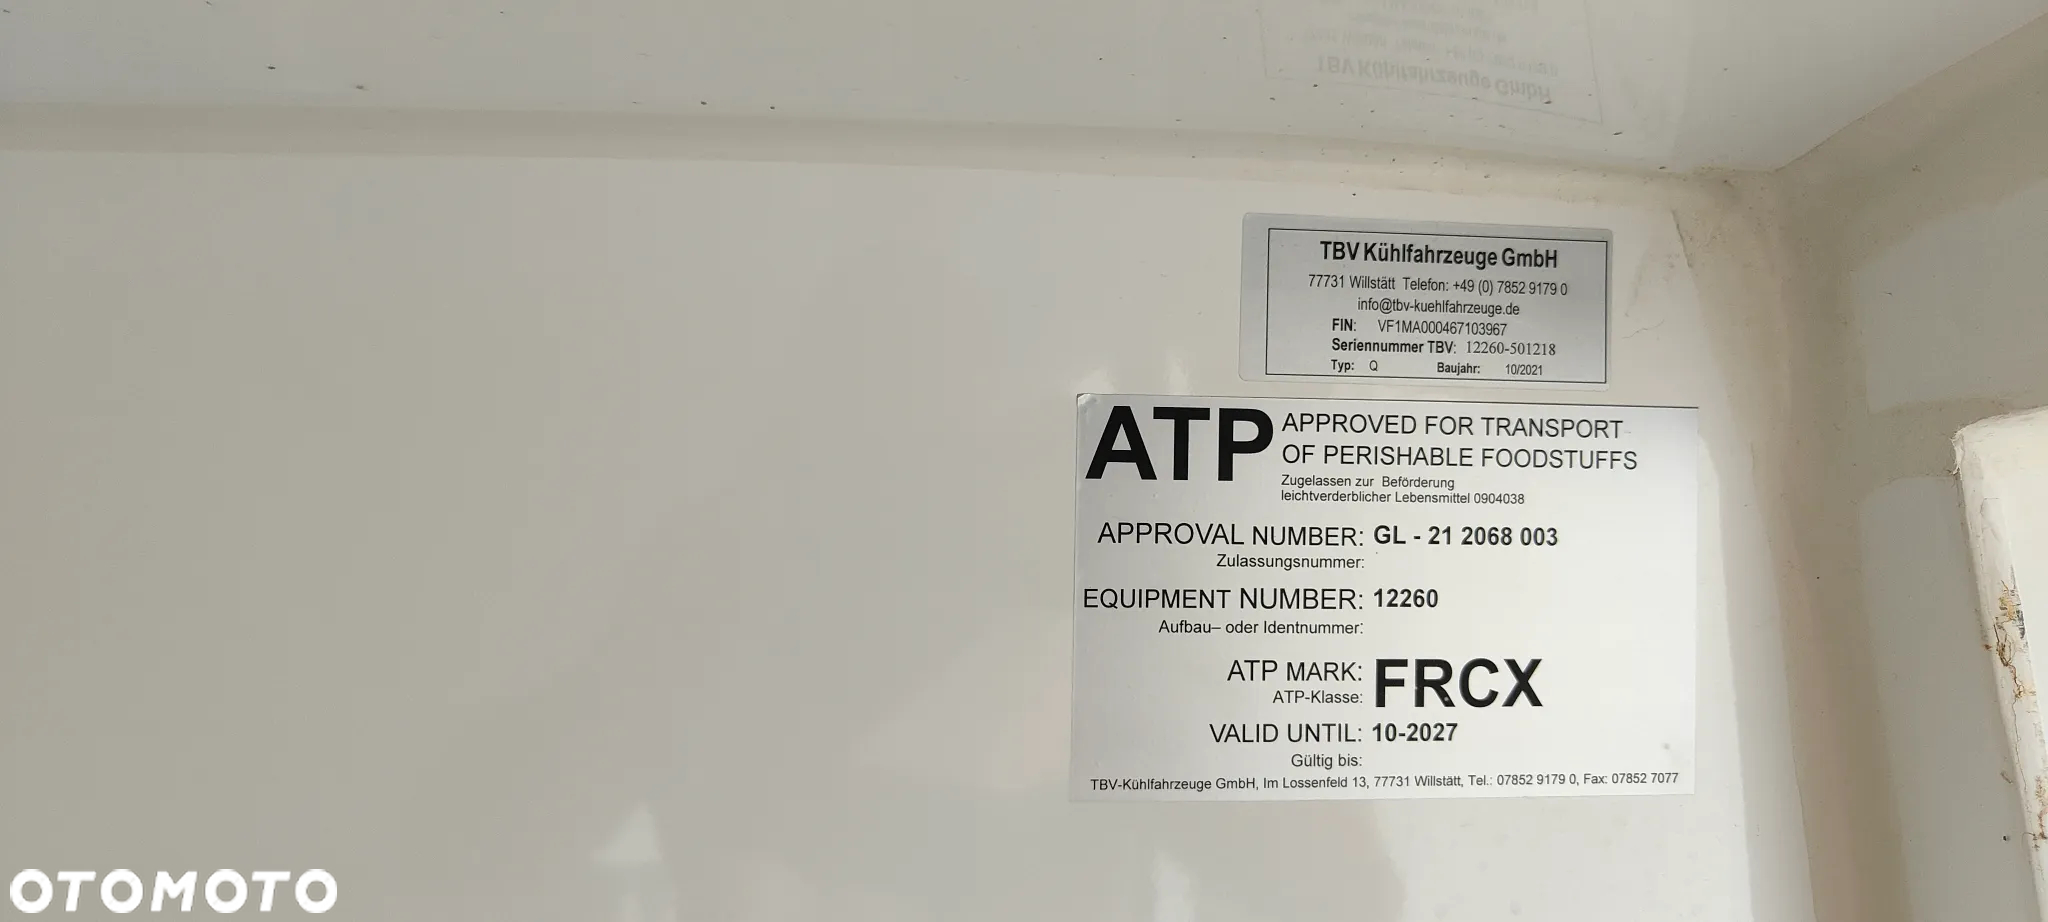 TBV Kühlfahrzeuge GmbH
TBV Kühlfahrzeuge GmbH
77731 Willstätt Telefon: +49 (0) 7852 9179 0
info@tbv-kuehlfahrzeuge.de
FIN: VF1MA000467103967
Seriennummer TBV: 12260-501218
Typ: Q Baujahr: 10/2021
ATP APPROVED FOR TRANSPORT
OF PERISHABLE FOODSTUFFS
Zugelassen zur Beförderung
leichtverderblicher Lebensmittel 0904038
APPROVAL NUMBER: GL - 21 2068 003
Zulassungsnummer:
EQUIPMENT NUMBER: 12260
Aufbau– oder Identnummer:
ATP MARK: FRCX
ATP-Klasse:
VALID UNTIL: 10-2027
Gültig bis:
TBV-Kühlfahrzeuge GmbH, Im Lossenfeld 13, 77731 Willstätt, Tel.: 07852 9179 0, Fax: 07852 7077
OTOMOTO